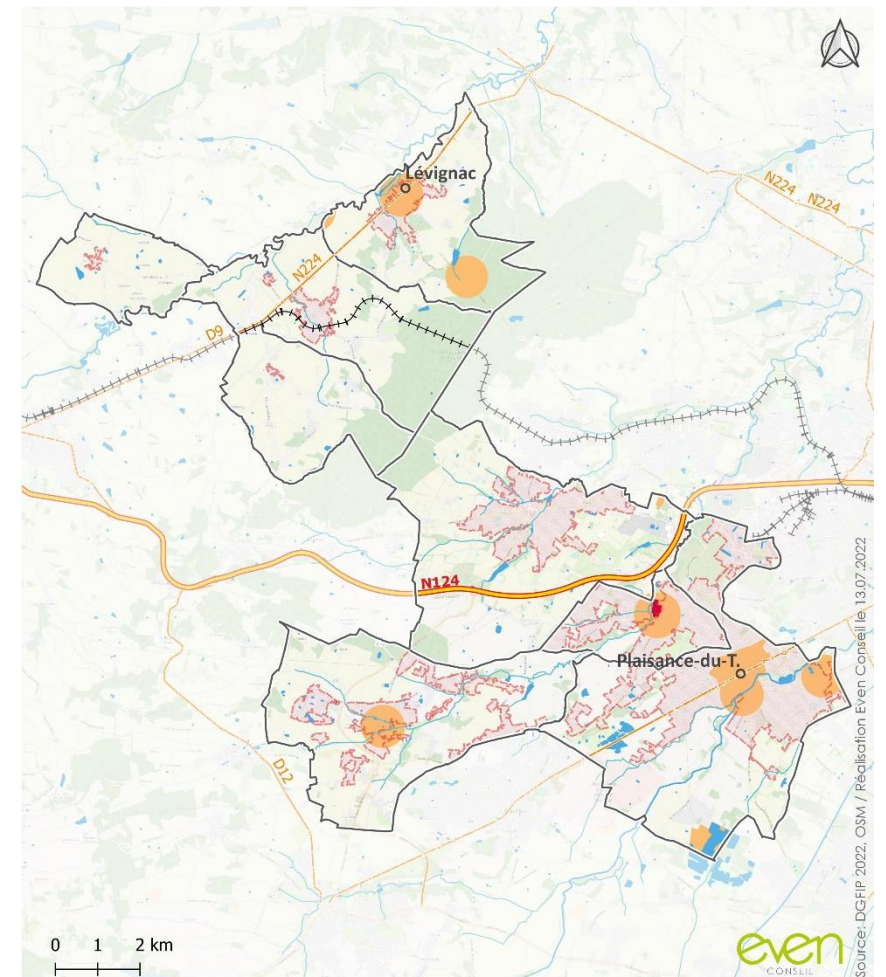 Lévignac
N224
N224
N224
D9
N124
Plaisance-du-T.
D12
0 1 2 km
even
CONSEIL
Source: DGFIP 2022, OSM / Réalisation Even Conseil le 13.07.2022